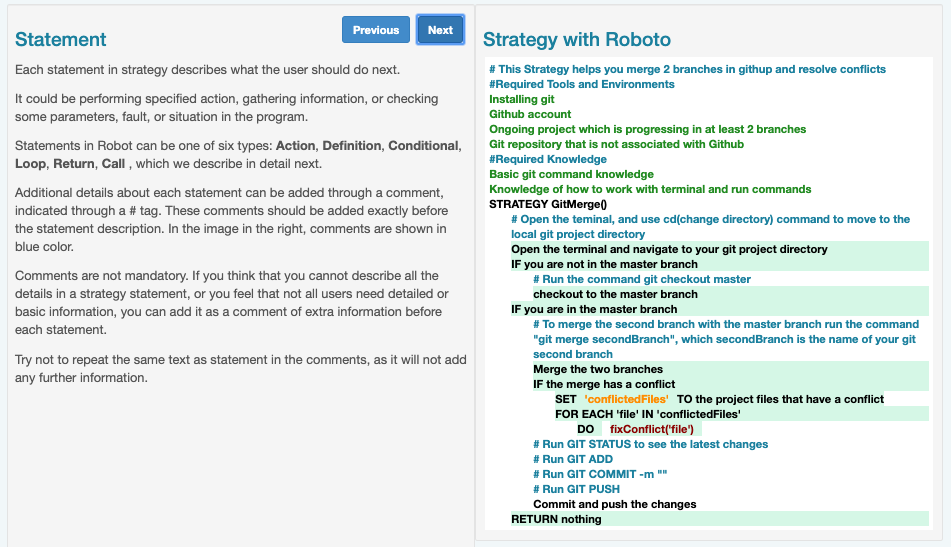 Statement
Previous
Next
Each statement in strategy describes what the user should do next.
It could be performing specified action, gathering information, or checking
some parameters, fault, or situation in the program.
Statements in Robot can be one of six types: Action, Definition, Conditional,
Loop, Return, Call , which we describe in detail next.
Additional details about each statement can be added through a comment,
indicated through a # tag. These comments should be added exactly before
the statement description. In the image in the right, comments are shown in
blue color.
Comments are not mandatory. If you think that you cannot describe all the
details in a strategy statement, or you feel that not all users need detailed or
basic information, you can add it as a comment of extra information before
each statement.
Try not to repeat the same text as statement in the comments, as it will not add
any further information.
Strategy with Roboto
# This Strategy helps you merge 2 branches in githup and resolve conflicts
#Required Tools and Environments
Installing git
Github account
Ongoing project which is progressing in at least 2 branches
Git repository that is not associated with Github
#Required Knowledge
Basic git command knowledge
Knowledge of how to work with terminal and run commands
STRATEGY GitMerge()
# Open the teminal, and use cd(change directory) command to move to the
local git project directory
Open the terminal and navigate to your git project directory
IF you are not in the master branch
# Run the command git checkout master
checkout to the master branch
IF you are in the master branch
# To merge the second branch with the master branch run the command
"git merge secondBranch", which secondBranch is the name of your git
second branch
Merge the two branches
IF the merge has a conflict
SET 'conflictedFiles' TO the project files that have a conflict
FOR EACH 'file' IN 'conflictedFiles'
DO fixConflict('file')
# Run GIT STATUS to see the latest changes
# Run GIT ADD
# Run GIT COMMIT -m ""
# Run GIT PUSH
Commit and push the changes
RETURN nothing